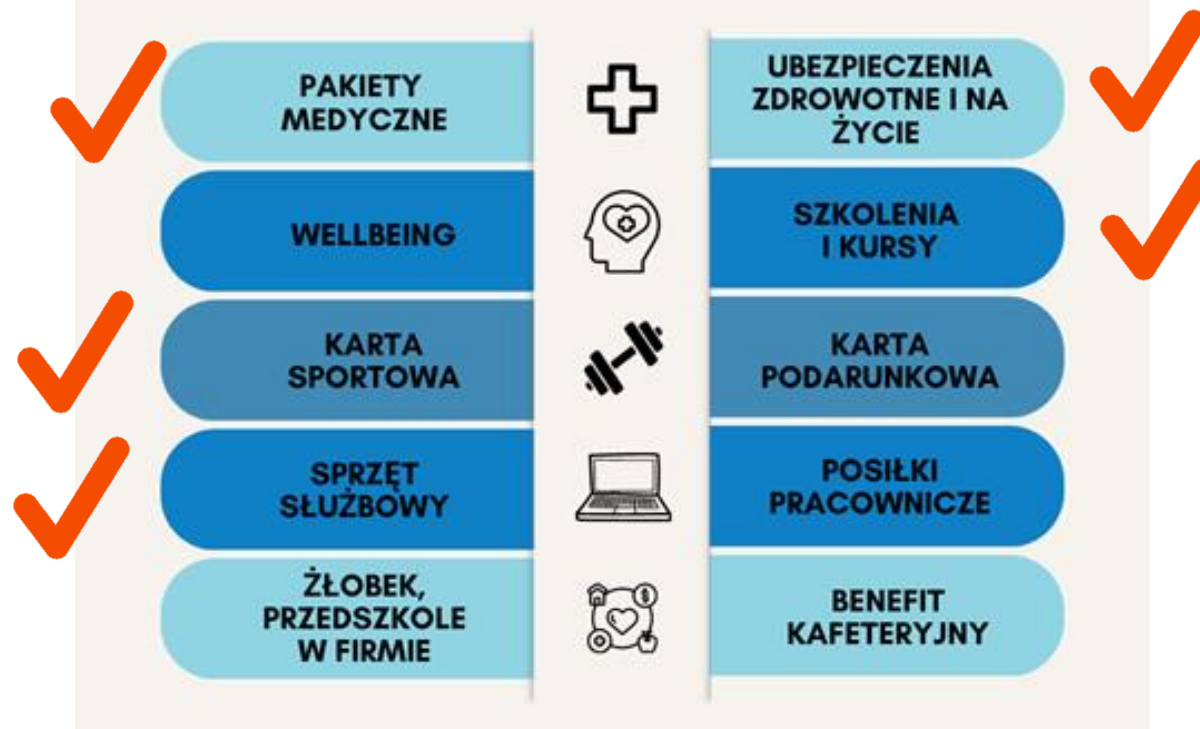 PAKIETY
MEDYCZNE
UBEZPIECZENIA
ZDROWOTNE I NA
ŻYCIE
WELLBEING
SZKOLENIA
I KURSY
KARTA
SPORTOWA
KARTA
PODARUNKOWA
SPRZĘT
SŁUŻBOWY
POSIŁKI
PRACOWNICZE
ŻŁOBEK,
PRZEDSZKOLE
W FIRMIE
BENEFIT
KAFETERYJNY